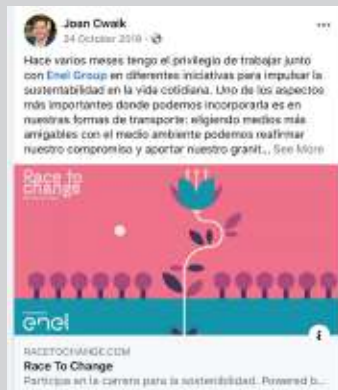 Joan Cwaik
24 October 2019
Hace varios meses tengo el privilegio de trabajar junto
con Enel Group en diferentes iniciativas para impulsar la
sustentabilidad en la vida cotidiana. Uno de los aspectos
más importantes donde podemos incorporarla es en
nuestras formas de transporte: eligiendo medios más
amigables con el medio ambiente podemos reafirmar
nuestro compromiso y aportar nuestro granit... See More
Race to
change
enel
RACETOCHANGE.COM
Race To Change
Participa en la carrera para la sostenibilidad. Powered b...